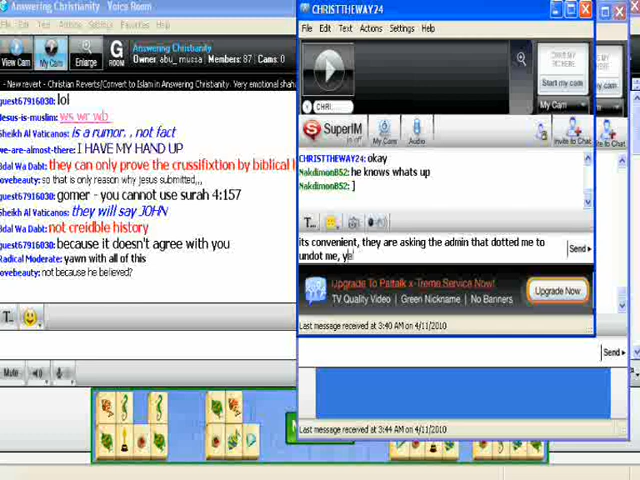 Answering Christianity - Voice Room
File Edit Text Actions Settings Favorites Help
View Cam
My Cam
Enlarge
G
ROOM
Answering Christianity
Owner: abu_mussa | Members: 87 | Cams: 0
- New revert - Christian Reverts/Convert to Islam in Answering Christianity. Very emotional shah
guest67916030: lol
Jesus-is-muslim: ws wr wb
Sheikh Al Vaticanos: is a rumor, , not fact
we-are-almost-there: I HAVE MY HAND UP
Bdal Wa Dabt: they can only prove the crussifixtion by biblical l
lovebeauty: so that is only reason why jesus submitted,,,
guest67916030: gomer - you cannot use surah 4:157
Sheikh Al Vaticanos: they will say JOHN
Bdal Wa Dabt: not creidble history
guest67916030: because it doesn't agree with you
Radical Moderate: yawn with all of this
lovebeauty: not because he believed?
T...
Mute
CHRISTTHEWAY24
File Edit Text Actions Settings Help
CHRI...
Start my cam
My Cam
SuperIM
My Cam
Audio
Invite to Chat
to Chat
CHRISTTHEWAY24: okay
NakdimonB52: he knows whats up
NakdimonB52: ]
T...
its convenient, they are asking the admin that dotted me to
undot me, ye
Send
Upgrade To Paltalk x-Treme Service Now!
TV Quality Video | Green Nickname | No Banners
Upgrade Now
Last message received at 3:40 AM on 4/11/2010
Send
Last message received at 3:44 AM on 4/11/2010